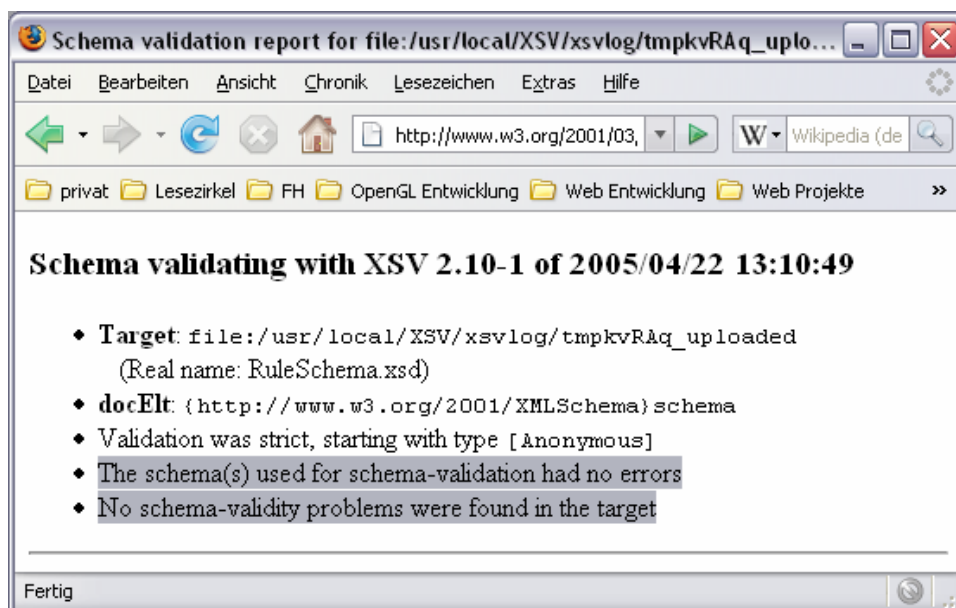 Schema validation report for file:/usr/local/XSV/xsvlog/tmpkvRAq_uplo...
Datei Bearbeiten Ansicht Chronik Lesezeichen Extras Hilfe
http://www.w3.org/2001/03, W Wikipedia (de
privat Lesezirkel FH OpenGL Entwicklung Web Entwicklung Web Projekte »
Schema validating with XSV 2.10-1 of 2005/04/22 13:10:49
• Target: file:/usr/local/XSV/xsvlog/tmpkvRAq_uploaded
(Real name: RuleSchema.xsd)
• docElt: {http://www.w3.org/2001/XMLSchema}schema
• Validation was strict, starting with type [Anonymous]
• The schema(s) used for schema-validation had no errors
• No schema-validity problems were found in the target
Fertig